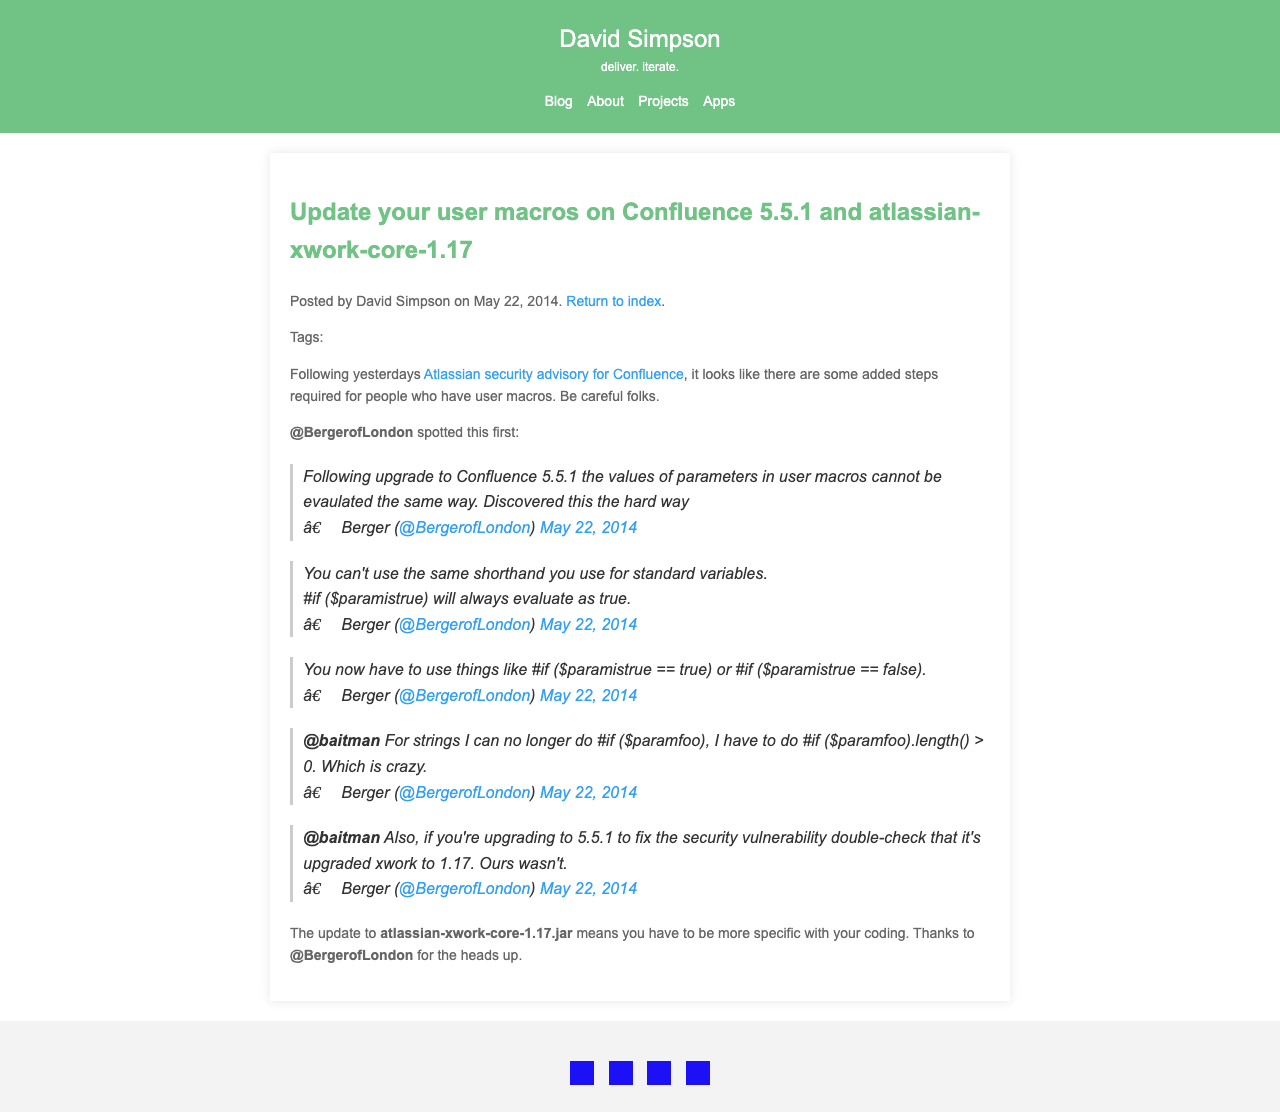 David Simpson
deliver. iterate.
Blog About Projects Apps
Update your user macros on Confluence 5.5.1 and atlassian-
xwork-core-1.17
Posted by David Simpson on May 22, 2014. Return to index.
Tags:
Following yesterdays Atlassian security advisory for Confluence, it looks like there are some added steps
required for people who have user macros. Be careful folks.
@BergerofLondon spotted this first:
Following upgrade to Confluence 5.5.1 the values of parameters in user macros cannot be
evaulated the same way. Discovered this the hard way
â€ Berger (@BergerofLondon) May 22, 2014
You can't use the same shorthand you use for standard variables.
#if ($paramistrue) will always evaluate as true.
â€ Berger (@BergerofLondon) May 22, 2014
You now have to use things like #if ($paramistrue == true) or #if ($paramistrue == false).
â€ Berger (@BergerofLondon) May 22, 2014
@baitman For strings I can no longer do #if ($paramfoo), I have to do #if ($paramfoo).length() >
0. Which is crazy.
â€ Berger (@BergerofLondon) May 22, 2014
@baitman Also, if you're upgrading to 5.5.1 to fix the security vulnerability double-check that it's
upgraded xwork to 1.17. Ours wasn't.
â€ Berger (@BergerofLondon) May 22, 2014
The update to atlassian-xwork-core-1.17.jar means you have to be more specific with your coding. Thanks to
@BergerofLondon for the heads up.